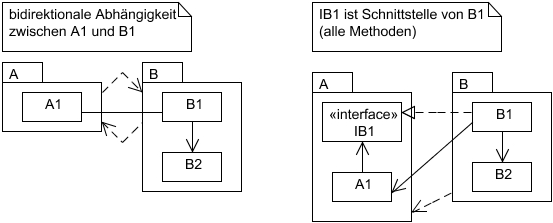 bidirektionale Abhängigkeit
zwischen A1 und B1
A
A1
B
B1
B2
IB1 ist Schnittstelle von B1
(alle Methoden)
A
«interface»
IB1
A1
B
B1
B2